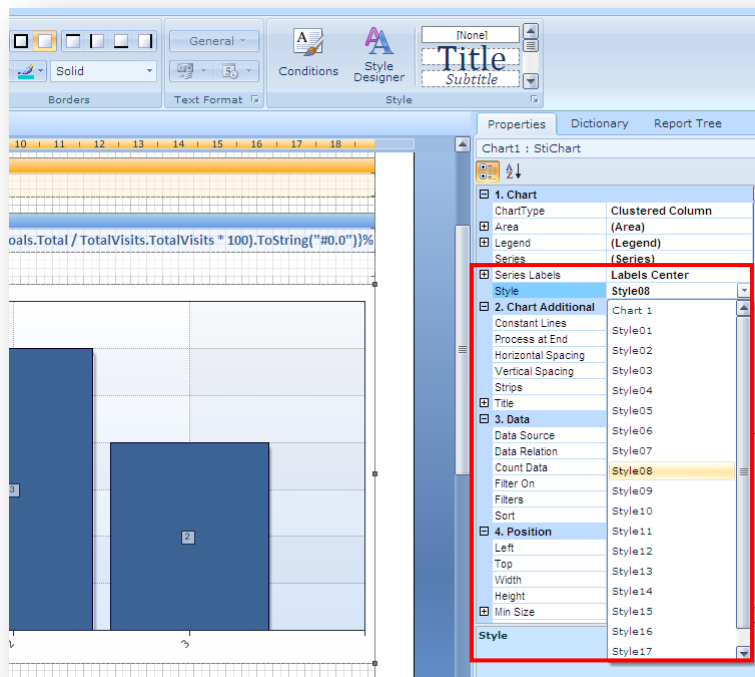 General
Solid
Conditions
Style
Designer
[None]
Title
Subtitle
Borders
Text Format
Style
Properties
Dictionary
Report Tree
10 11 12 13 14 15 16 17 18
Chart1 : StiChart
1. Chart
ChartType Clustered Column
Area (Area)
Legend (Legend)
Series (Series)
Series Labels Labels Center
Style Style08
oals.Total / TotalVisits.TotalVisits * 100).ToString("#0.0")}%
2. Chart Additional
Constant Lines
Process at End
Horizontal Spacing
Vertical Spacing
Strips
Title
3. Data
Data Source
Data Relation
Count Data
Filter On
Filters
Sort
4. Position
Left
Top
Width
Height
Min Size
Style
Chart 1
Style01
Style02
Style03
Style04
Style05
Style06
Style07
Style08
Style09
Style10
Style11
Style12
Style13
Style14
Style15
Style16
Style17
3
2
2
3